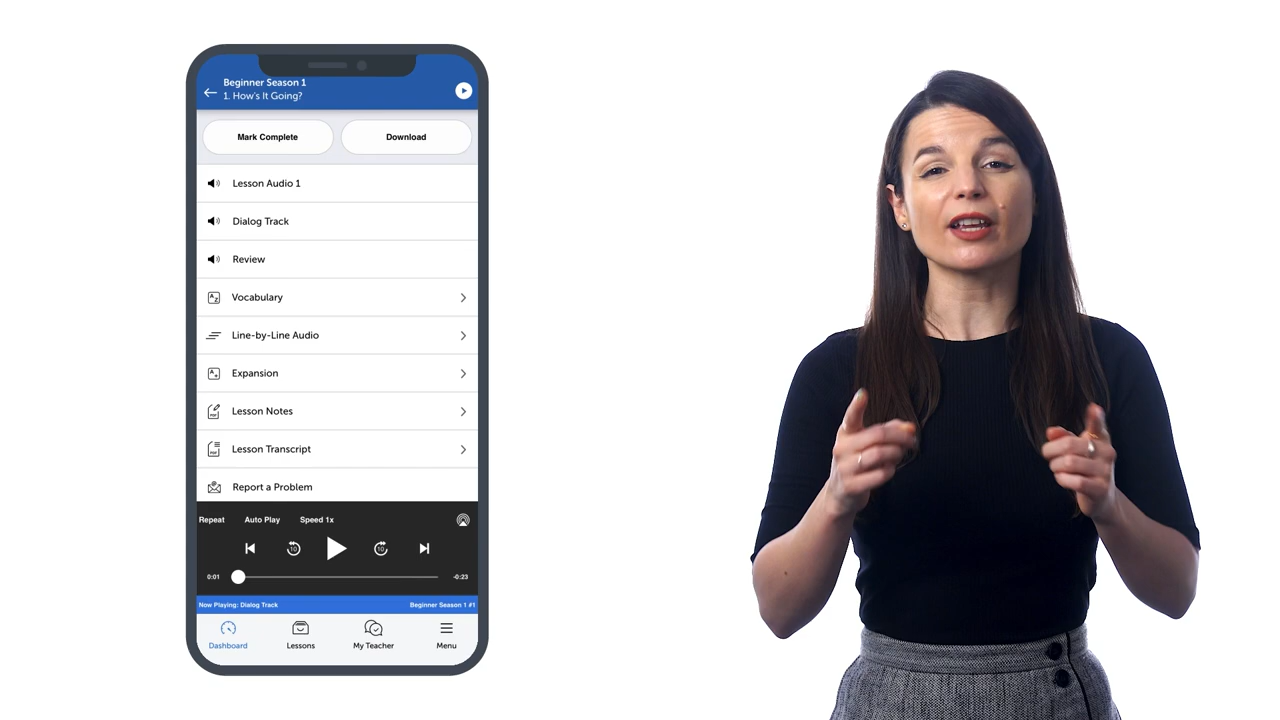 Beginner Season 1
1. How's It Going?
Mark Complete
Download
Lesson Audio 1
Dialog Track
Review
Vocabulary
Line-by-Line Audio
Expansion
Lesson Notes
Lesson Transcript
Report a Problem
Repeat Auto Play Speed 1x
10 10
0:01 -0:23
Now Playing: Dialog Track Beginner Season 1 #1
Dashboard Lessons My Teacher Menu